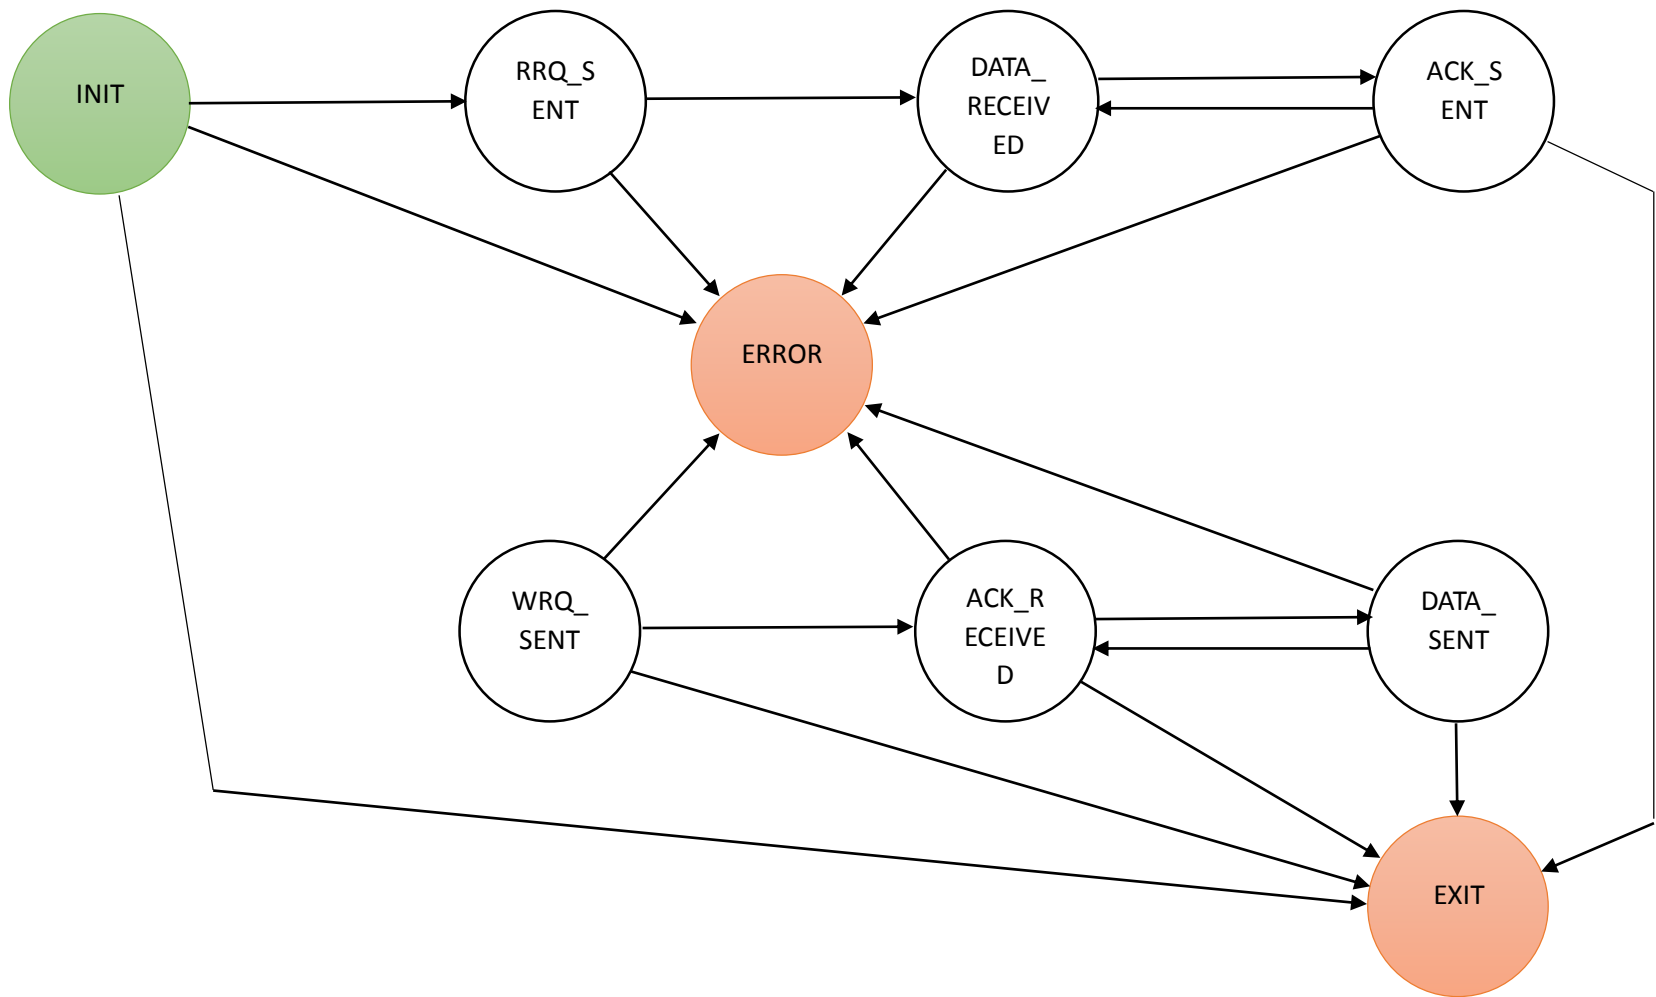 INIT
RRQ_S
ENT
DATA_
RECEIV
ED
ACK_S
ENT
ERROR
WRQ_
SENT
ACK_R
ECEIVE
D
DATA_
SENT
EXIT